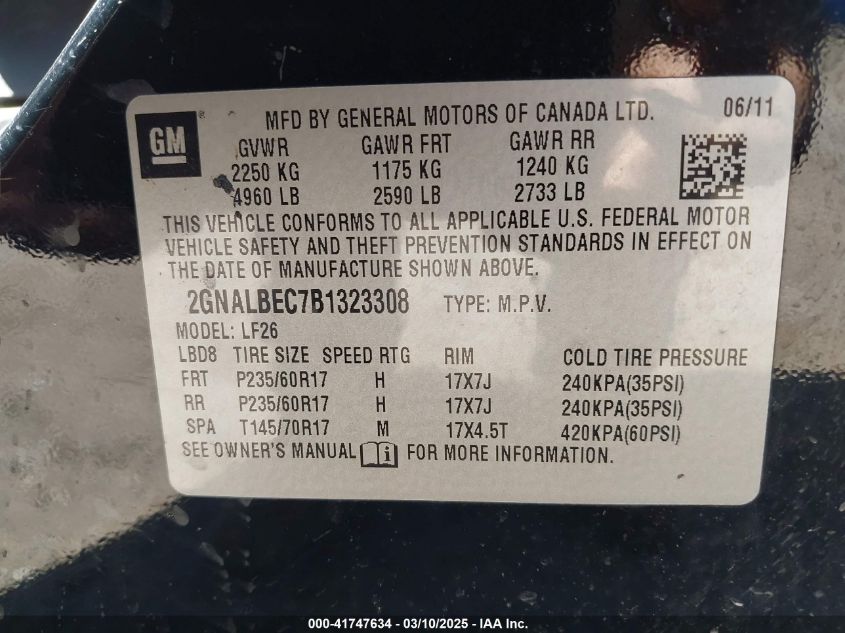 GM
MFD BY GENERAL MOTORS OF CANADA LTD. 06/11
GVWR GAWR FRT GAWR RR
2250 KG 1175 KG 1240 KG
4960 LB 2590 LB 2733 LB
THIS VEHICLE CONFORMS TO ALL APPLICABLE U.S. FEDERAL MOTOR
VEHICLE SAFETY AND THEFT PREVENTION STANDARDS IN EFFECT ON
THE DATE OF MANUFACTURE SHOWN ABOVE.
2GNALBEC7B1323308 TYPE: M.P.V.
MODEL: LF26
LBD8 TIRE SIZE SPEED RTG RIM COLD TIRE PRESSURE
FRT P235/60R17 H 17X7J 240KPA(35PSI)
RR P235/60R17 H 17X7J 240KPA(35PSI)
SPA T145/70R17 M 17X4.5T 420KPA(60PSI)
SEE OWNER'S MANUAL i FOR MORE INFORMATION.
000-41747634 — 03/10/2025 - IAA Inc.